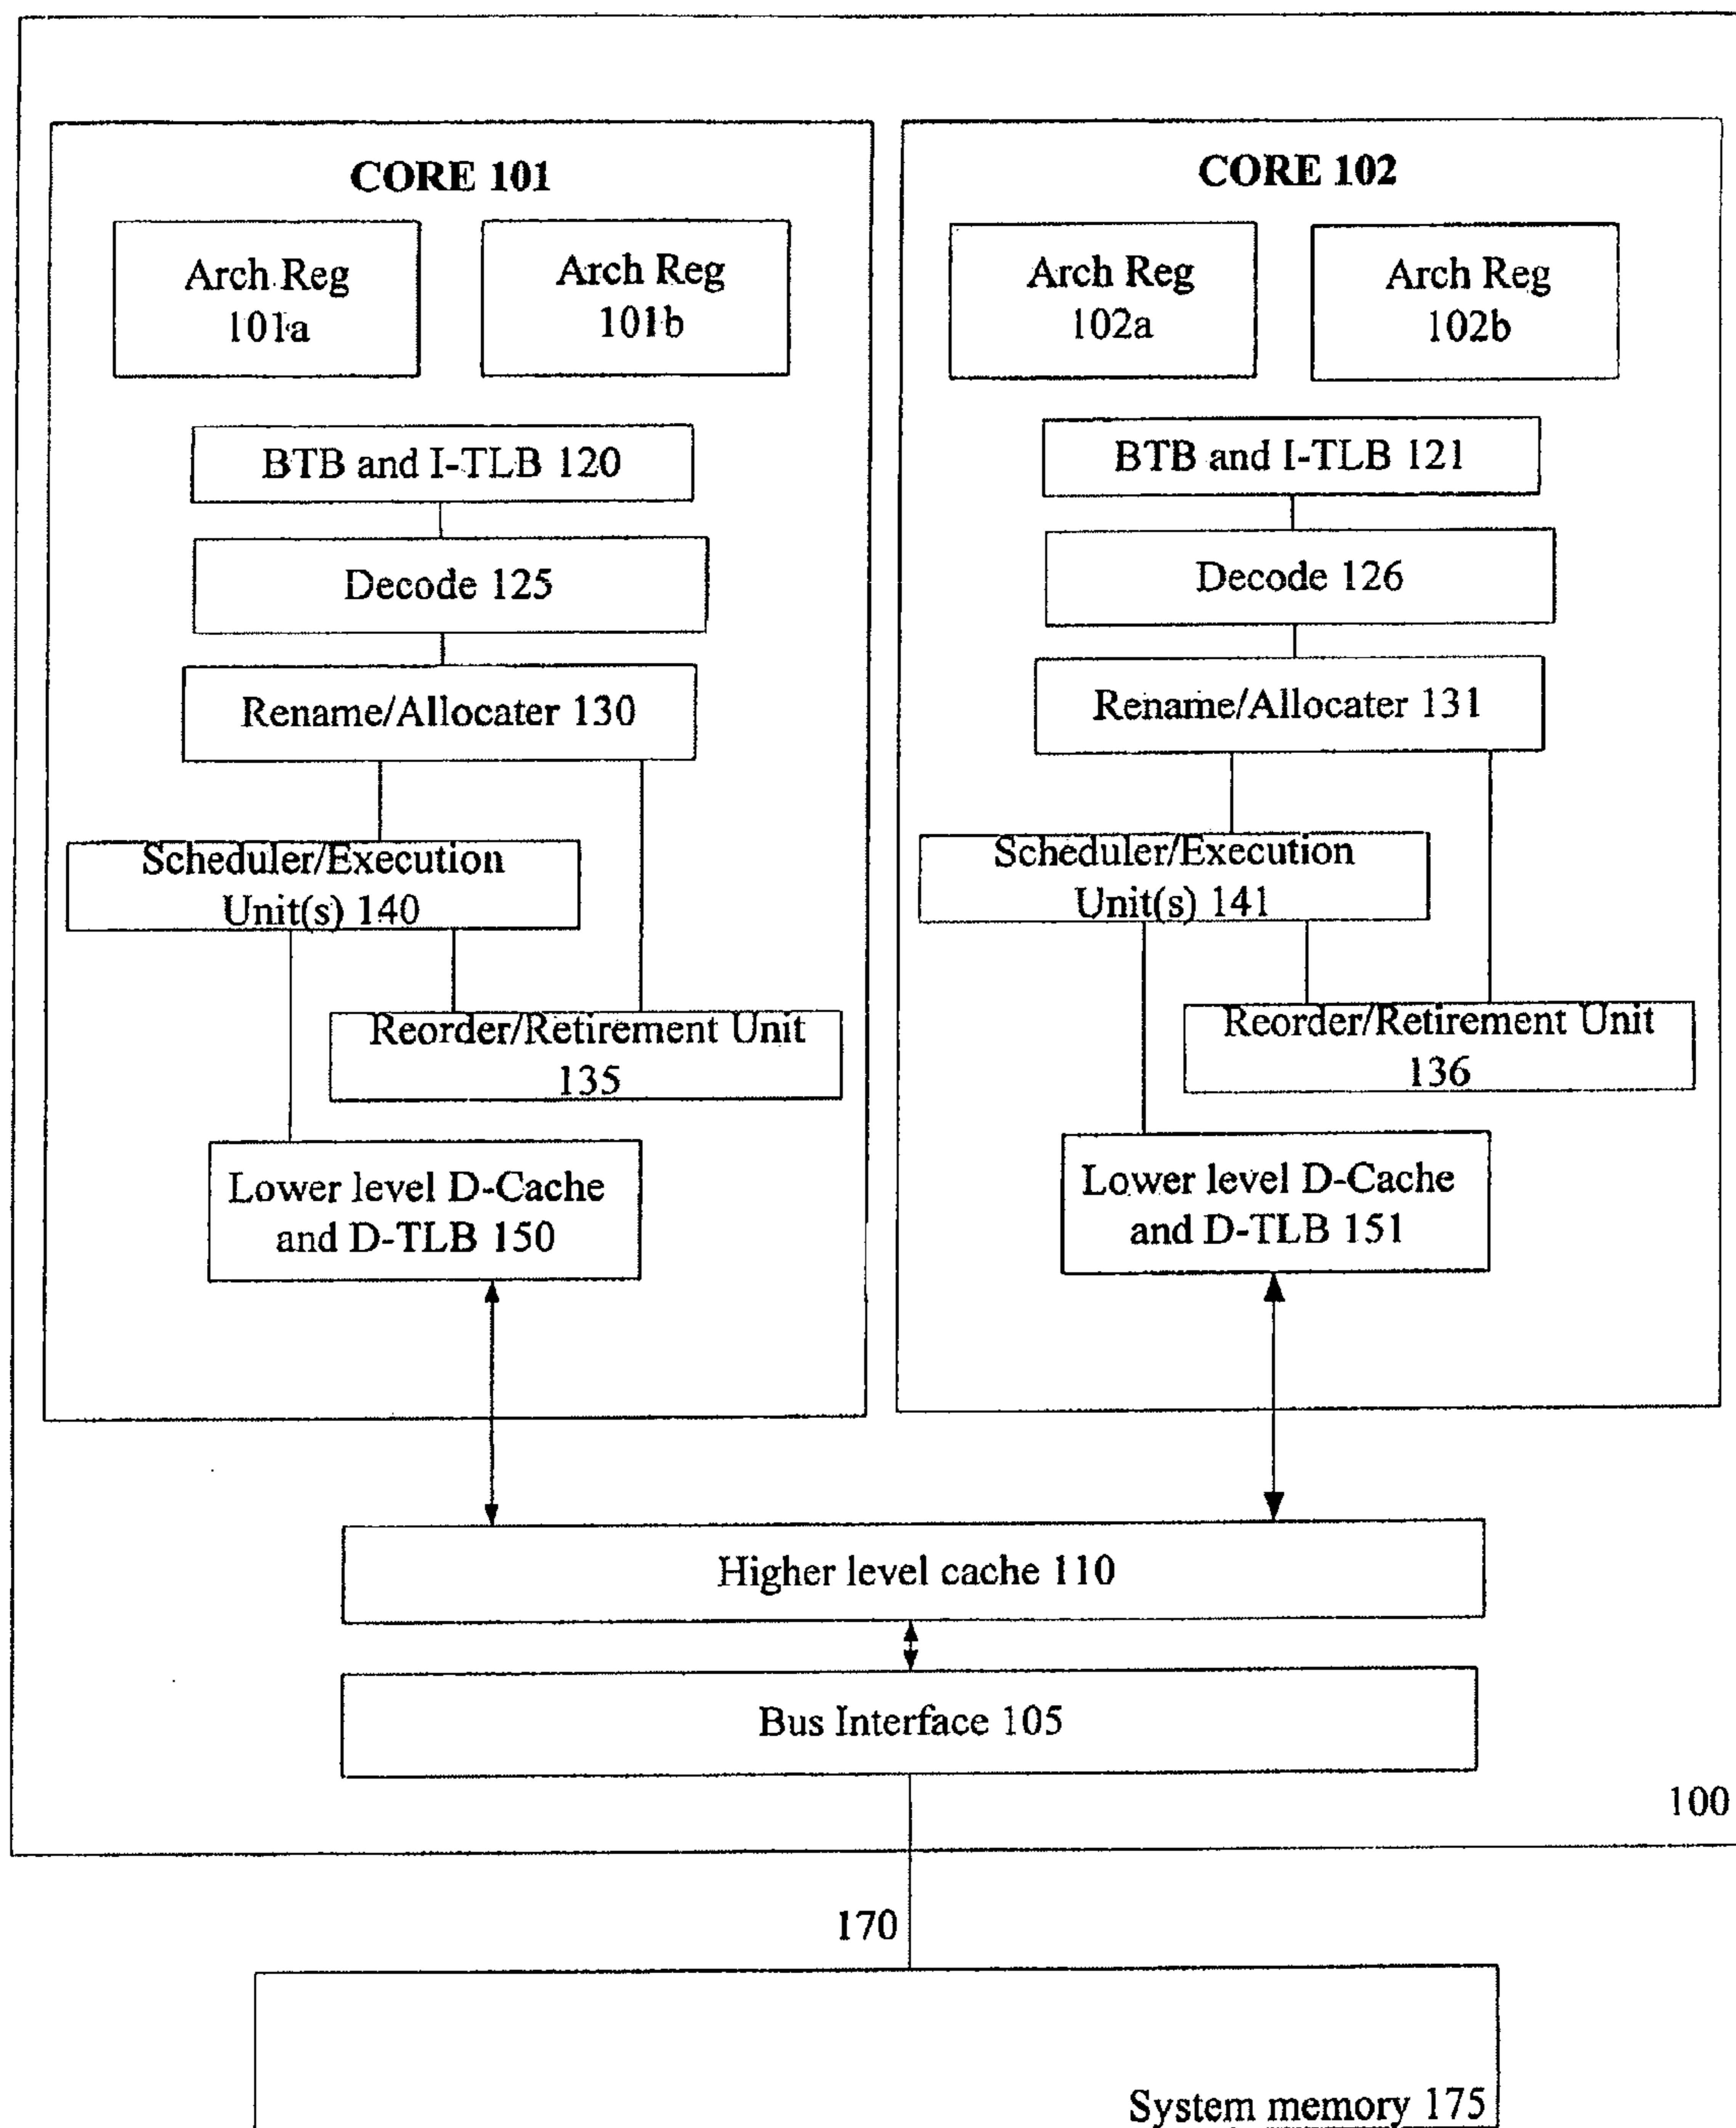 CORE 101
Arch Reg
101a
Arch Reg
101b
BTB and I-TLB 120
Decode 125
Rename/Allocater 130
Scheduler/Execution
Unit(s) 140
Reorder/Retirement Unit
135
Lower level D-Cache
and D-TLB 150
CORE 102
Arch Reg
102a
Arch Reg
102b
BTB and I-TLB 121
Decode 126
Rename/Allocater 131
Scheduler/Execution
Unit(s) 141
Reorder/Retirement Unit
136
Lower level D-Cache
and D-TLB 151
Higher level cache 110
Bus Interface 105
100
170
System memory 175